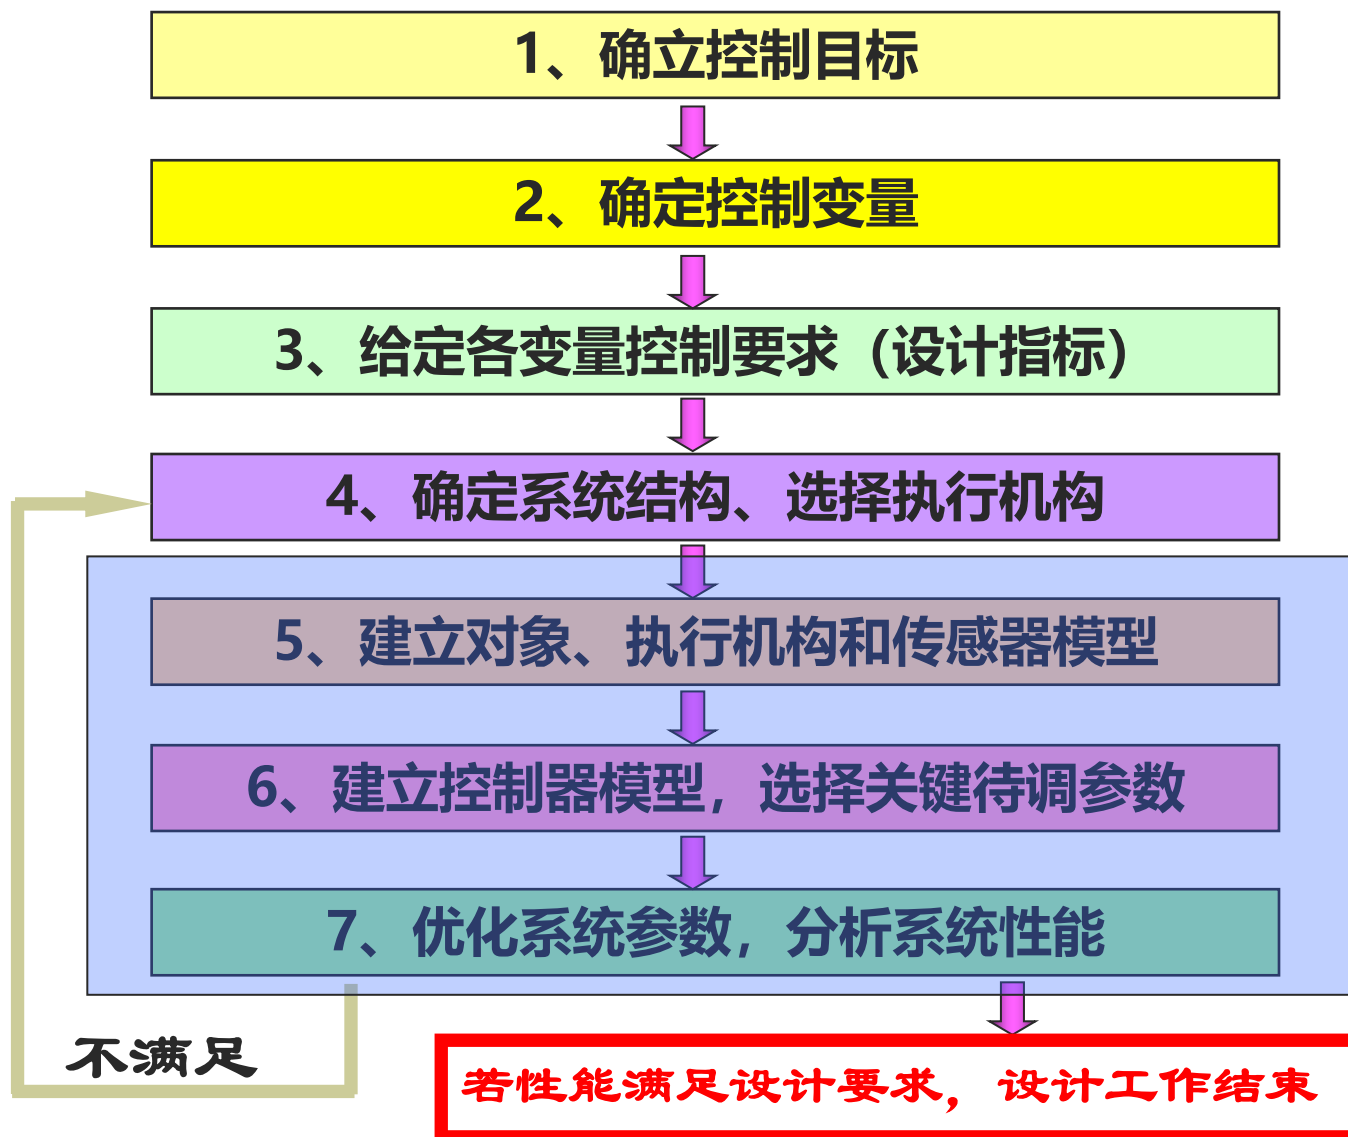 1、确立控制目标
2、确定控制变量
3、给定各变量控制要求（设计指标）
4、确定系统结构、选择执行机构
5、建立对象、执行机构和传感器模型
6、建立控制器模型，选择关键待调参数
7、优化系统参数，分析系统性能
不满足
若性能满足设计要求，设计工作结束